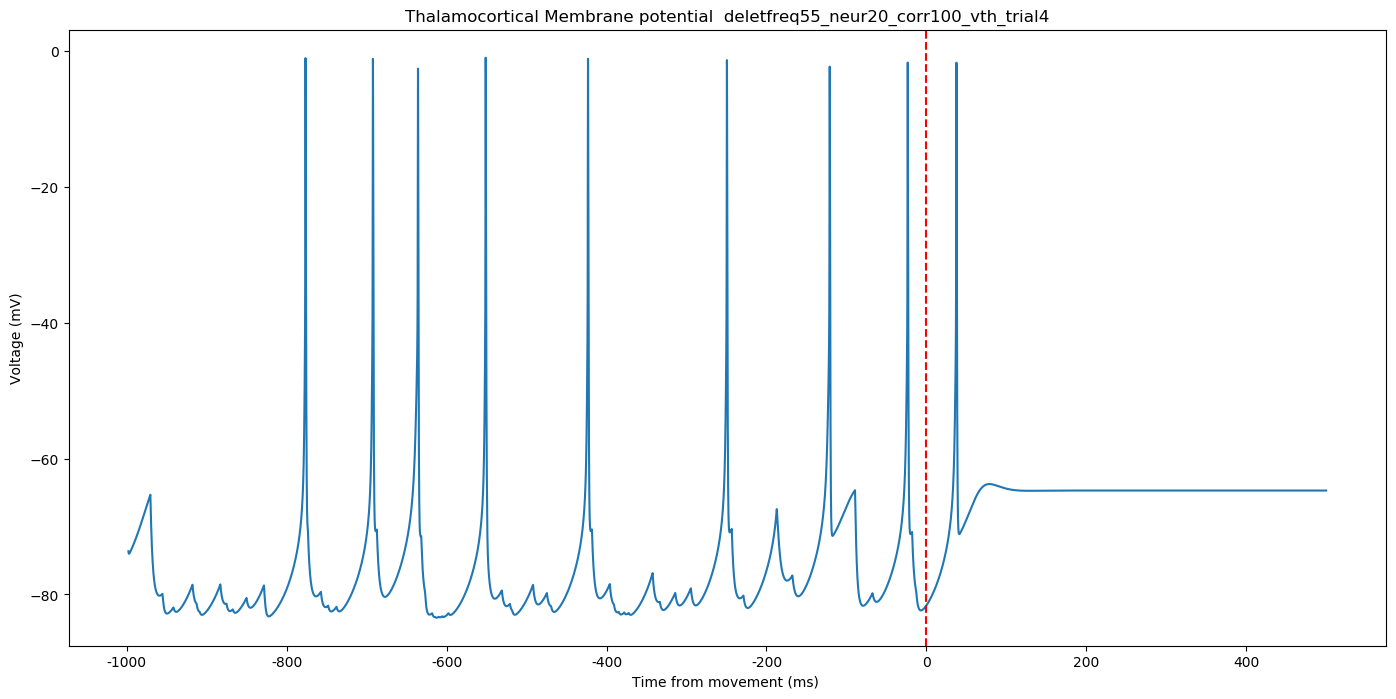 Thalamocortical Membrane potential  deletfreq55_neur20_corr100_vth_trial4
0
−20
−40
−60
−80
Voltage (mV)
-1000 -800 -600 -400 -200 0 200 400
Time from movement (ms)